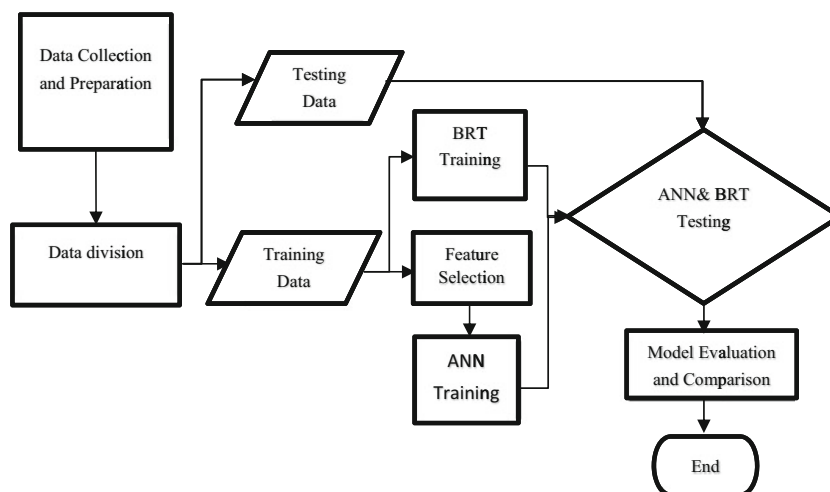 Data Collection
and Preparation
Testing
Data
BRT
Training
ANN& BRT
Testing
Data division
Training
Data
Feature
Selection
ANN
Training
Model Evaluation
and Comparison
End